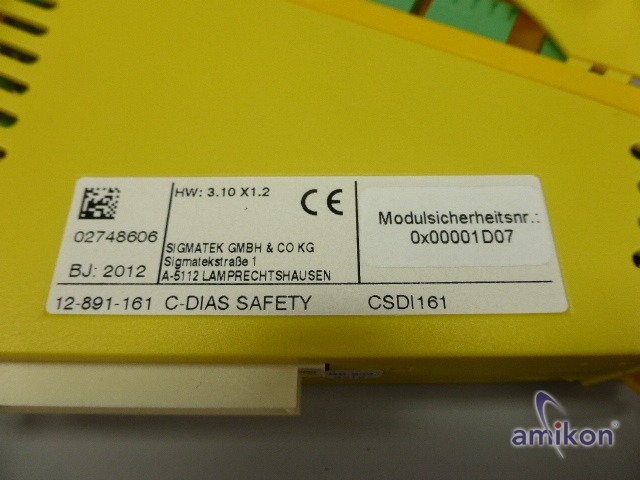 HW: 3.10 X1.2
CE
02748606
BJ: 2012
SIGMATEK GMBH & CO KG
Sigmatekstraße 1
A-5112 LAMPRECHTSHAUSEN
Modulsicherheitsnr.:
0x00001D07
12-891-161 C-DIAS SAFETY CSDI161
amikon